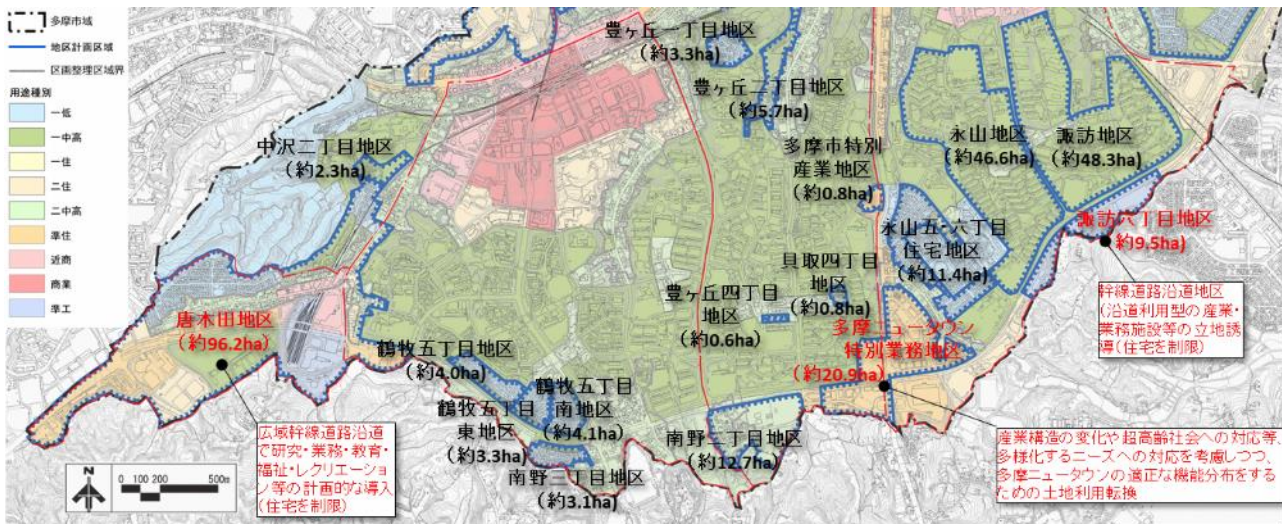 多摩市域
地区計画区域
区画整理区域界
用途種別
一低
一中高
一住
二住
二中高
準住
近商
商業
準工
豊ヶ丘一丁目地区
(約3.3ha)
豊ヶ丘二丁目地区
(約5.7ha)
中沢二丁目地区
(約2.3ha)
多摩市特別
産業地区
(約0.8ha)
永山地区
(約46.6ha)
諏訪地区
(約48.3ha)
諏訪六丁目地区
約9.5ha)
永山五・六丁目
住宅地区
(約11.4ha)
貝取四丁目
地区
(約0.8ha)
豊ヶ丘四丁目
地区
(約0.6ha)
多摩ニュータウン
特別業務地区
(約20.9ha)
幹線道路沿道地区
(沿道利用型の産業・
業務施設等の立地誘
導(住宅を制限)
唐木田地区
(約96.2ha)
鶴牧五丁目地区
(約4.0ha)
鶴牧五丁目
南地区
(約4.1ha)
鶴牧五丁目
東地区
(約3.3ha)
南野二丁目地区
(約12.7ha)
南野三丁目地区
(約3.1ha)
広域幹線道路沿道
で研究・業務・教育・
福祉・レクリエーショ
ン等の計画的な導入
(住宅を制限)
産業構造の変化や超高齢社会への対応等、
多様化するニーズへの対応を考慮しつつ、
多摩ニュータウンの適正な機能分布をする
ための土地利用転換
N
0 100 200 500m